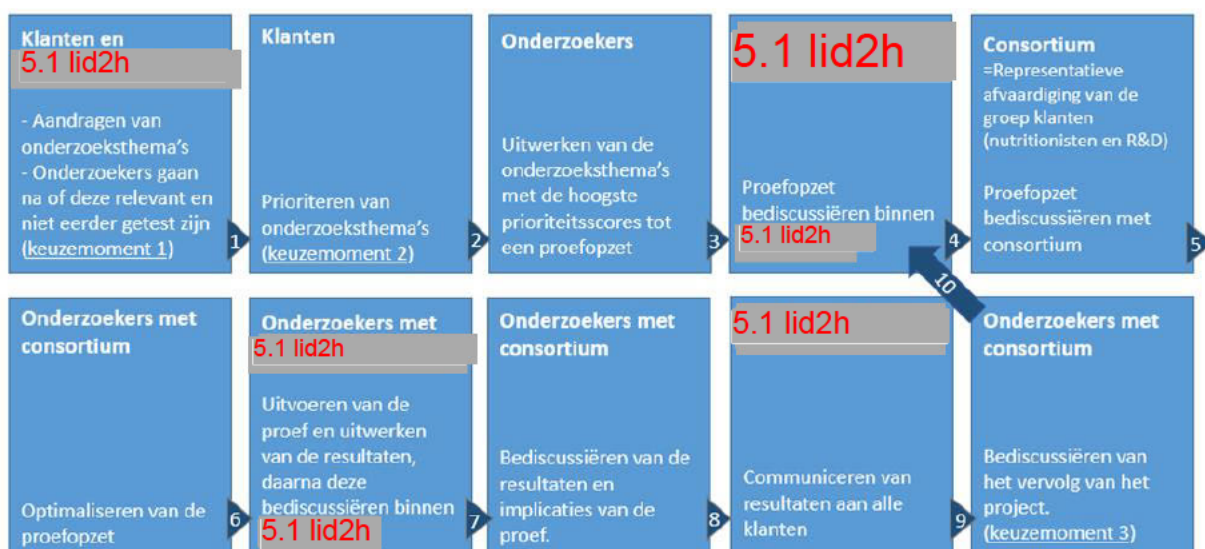 Klanten en
5.1 lid2h
- Aandragen van
onderzoeksthema's
- Onderzoekers gaan
na of deze relevant en
niet eerder getest zijn
(keuzemoment 1)
1
Klanten
Prioriteren van
onderzoeksthema's
(keuzemoment 2)
2
Onderzoekers
Uitwerken van de
onderzoeksthema's
met de hoogste
prioriteitsscores tot
een proefopzet
3
5.1 lid2h
Proefopzet
bediscussiëren binnen
5.1 lid2h
4
Consortium
=Representatieve
afvaardiging van de
groep klanten
(nutritionisten en R&D)
Proefopzet
bediscussiëren met
consortium
5
Onderzoekers met
consortium
Optimaliseren van de
proefopzet
6
Onderzoekers met
5.1 lid2h
Uitvoeren van de
proef en uitwerken
van de resultaten,
daarna deze
bediscussiëren binnen
5.1 lid2h
7
Onderzoekers met
consortium
Bediscussiëren van de
resultaten en
implicaties van de
proef.
8
5.1 lid2h
Communiceren van
resultaten aan alle
klanten
9
10
Onderzoekers met
consortium
Bediscussiëren van
het vervolg van het
project.
(keuzemoment 3)